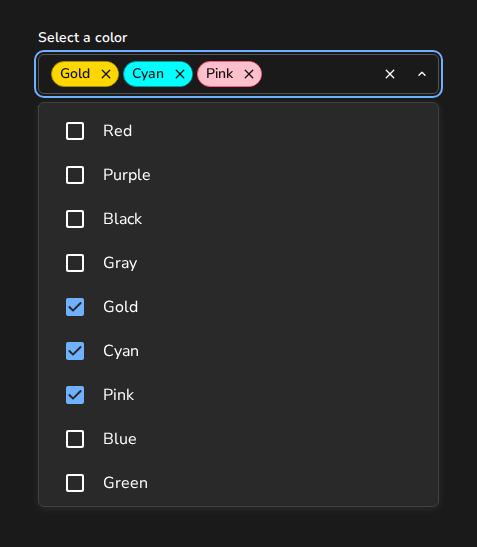 Select a color
Gold Cyan Pink
Red
Purple
Black
Gray
Gold
Cyan
Pink
Blue
Green